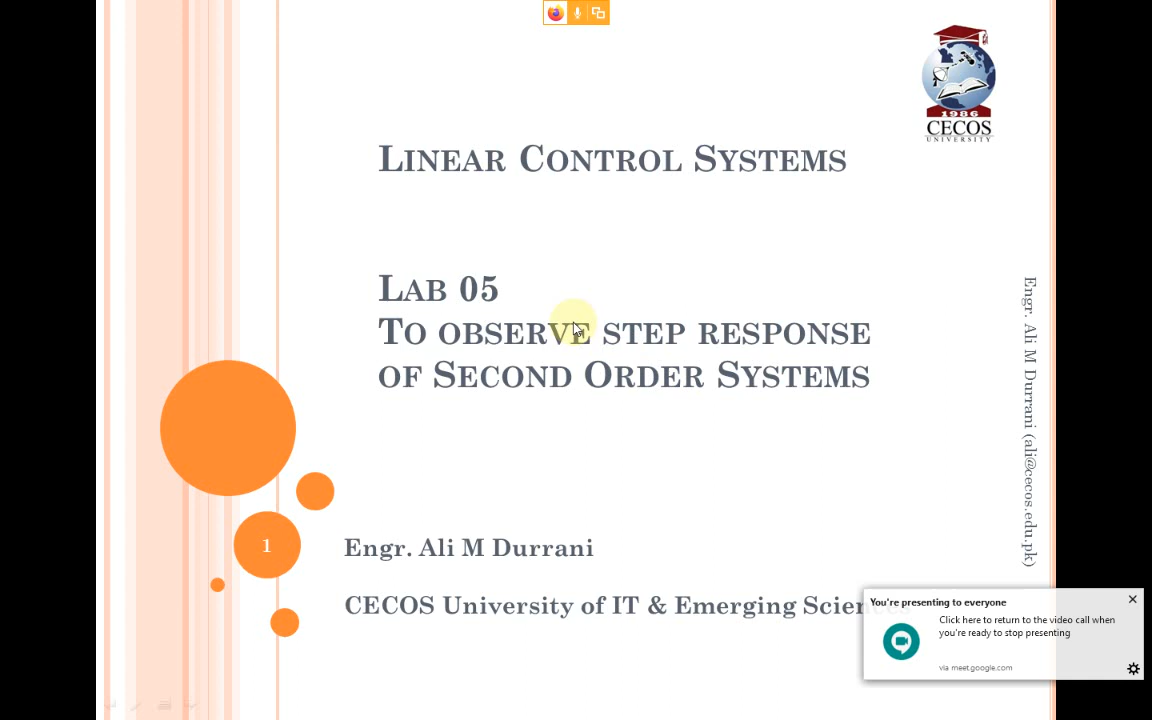 1986
CECOS
UNIVERSITY
LINEAR CONTROL SYSTEMS
LAB 05
TO OBSERVE STEP RESPONSE
OF SECOND ORDER SYSTEMS
Engr. Ali M Durrani (ali@cecos.edu.pk)
1
Engr. Ali M Durrani
CECOS University of IT & Emerging Sciences
You're presenting to everyone
Click here to return to the video call when
you're ready to stop presenting
via meet.google.com